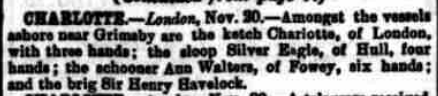 CHARLOTTE.—London, Nov. 30.—Amongst the vessels
ashore near Grimsby are the ketch Charlotte, of London,
with three hands; the sloop Silver Eagle, of Hull, four
hands; the schooner Ann Walters, of Fowey, six hands;
and the brig Sir Henry Havelock.